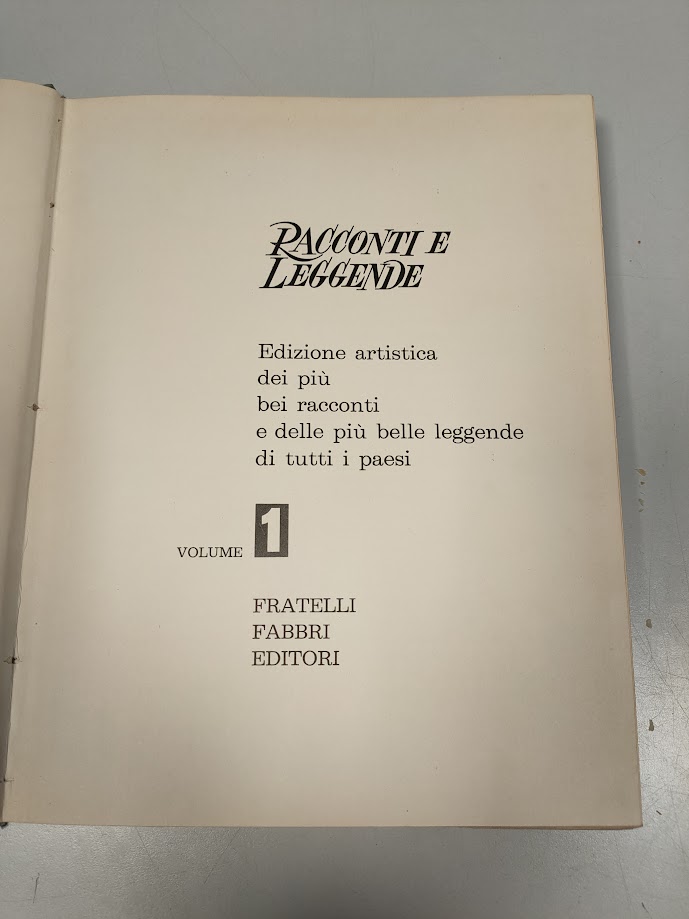 RACCONTI E
LEGGENDE
Edizione artistica
dei più
bei racconti
e delle più belle leggende
di tutti i paesi
VOLUME 1
FRATELLI
FABBRI
EDITORI